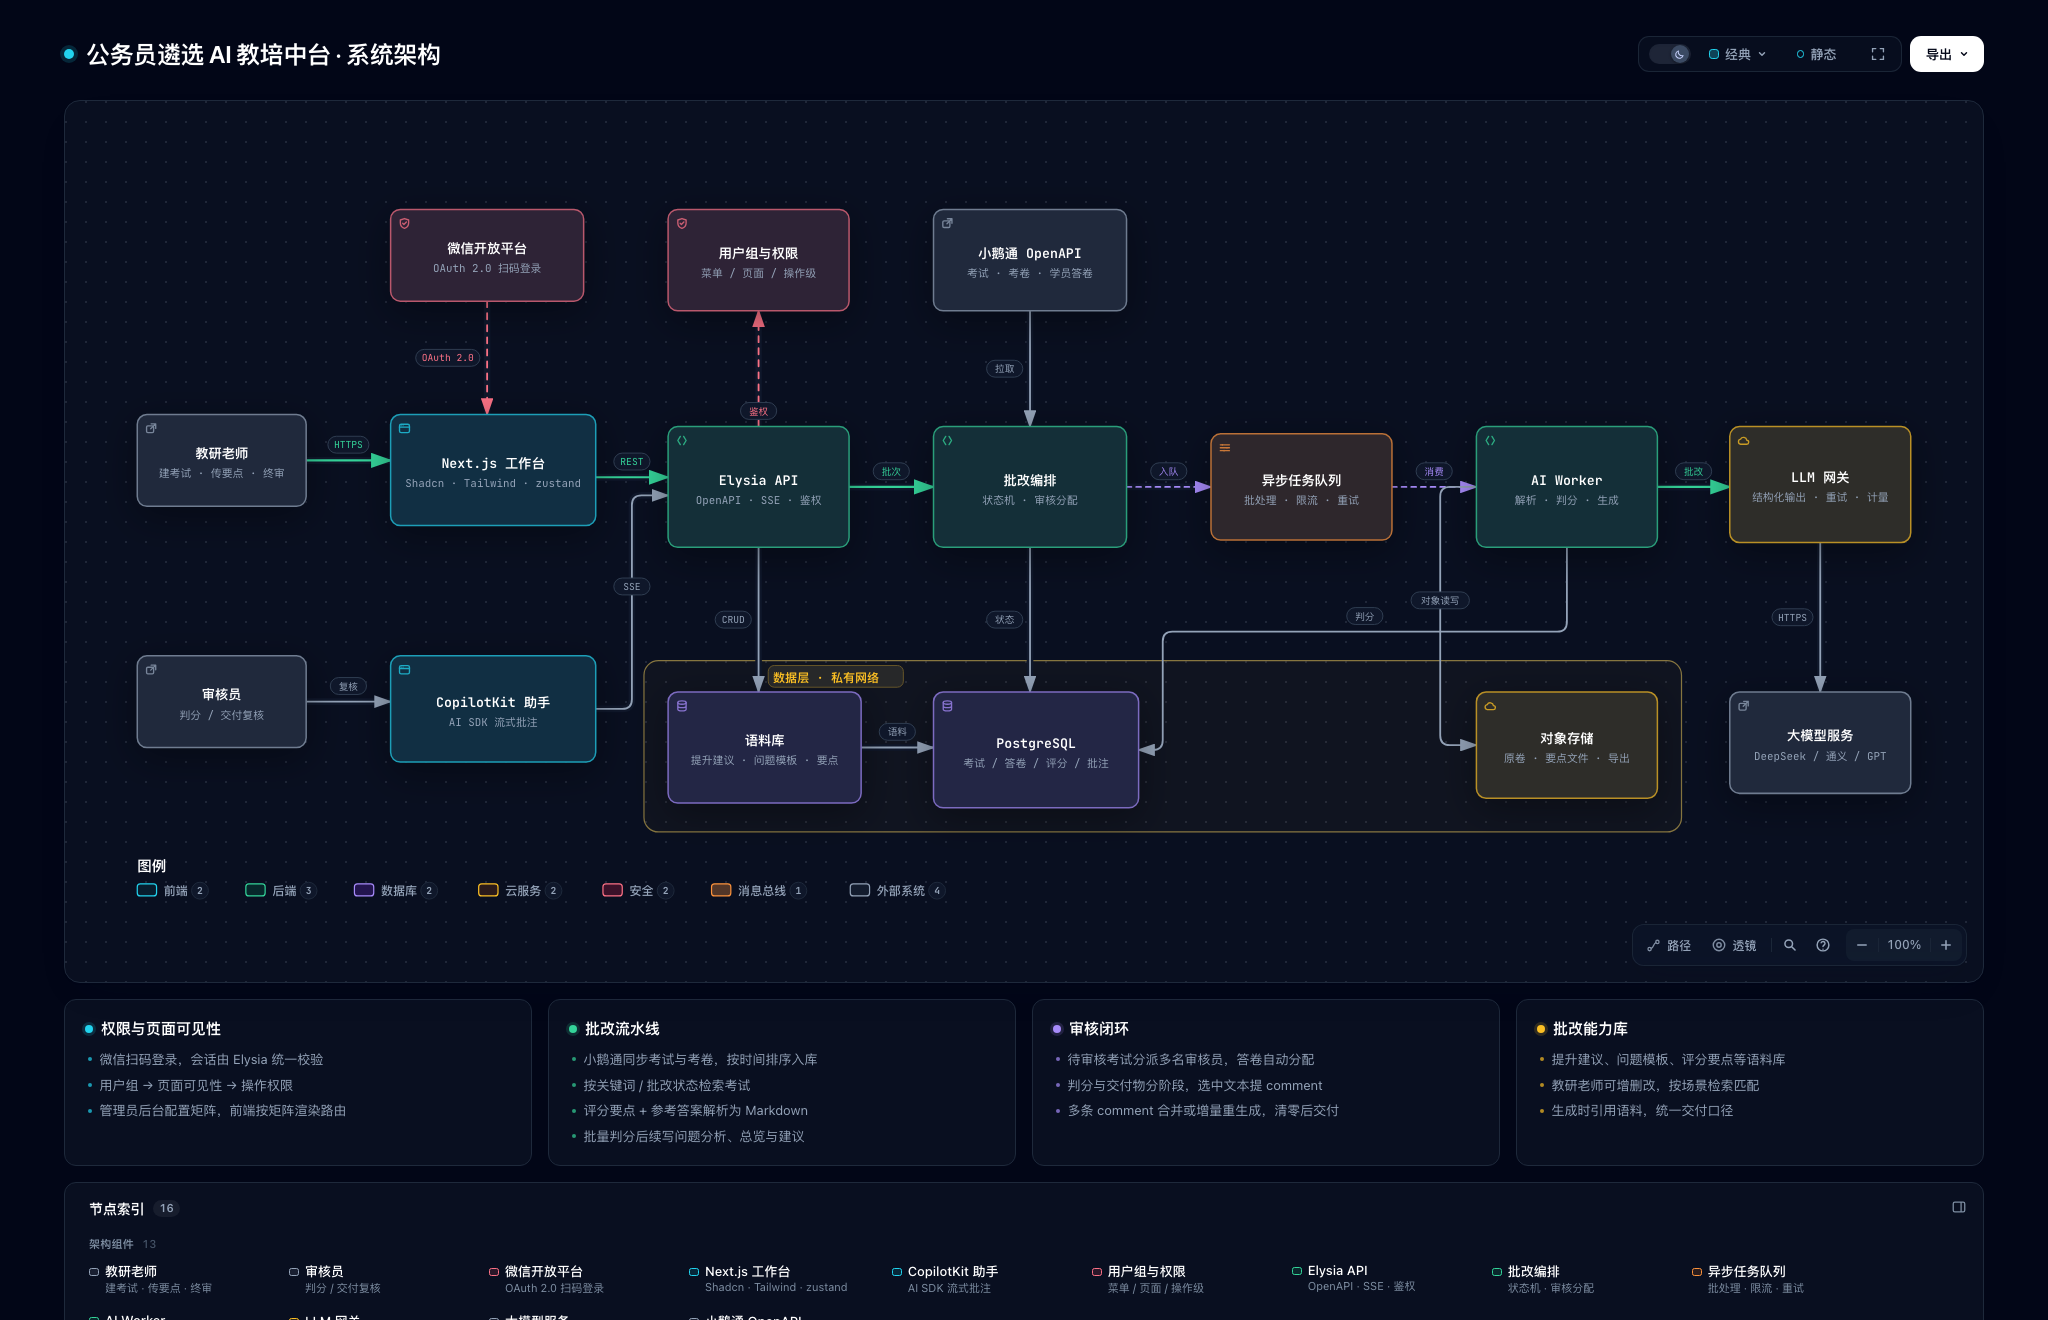 公务员遴选 AI 教培中台 · 系统架构
经典
静态
导出
微信开放平台
OAuth 2.0 扫码登录
用户组与权限
菜单 / 页面 / 操作级
小鹅通 OpenAPI
考试 · 考卷 · 学员答卷
OAuth 2.0
鉴权
拉取
教研老师
建考试 · 传要点 · 终审
HTTPS
Next.js 工作台
Shadcn · Tailwind · zustand
REST
Elysia API
OpenAPI · SSE · 鉴权
批次
批改编排
状态机 · 审核分配
入队
异步任务队列
批处理 · 限流 · 重试
消费
AI Worker
解析 · 判分 · 生成
批改
LLM 网关
结构化输出 · 重试 · 计量
SSE
CRUD
状态
判分
对象读写
HTTPS
审核员
判分 / 交付复核
复核
CopilotKit 助手
AI SDK 流式批注
数据层 · 私有网络
语料库
提升建议 · 问题模板 · 要点
语料
PostgreSQL
考试 / 答卷 / 评分 / 批注
对象存储
原卷 · 要点文件 · 导出
大模型服务
DeepSeek / 通义 / GPT
图例
前端 2
后端 3
数据库 2
云服务 2
安全 2
消息总线 1
外部系统 4
路径
透镜
100%
权限与页面可见性
微信扫码登录，会话由 Elysia 统一校验
用户组 → 页面可见性 → 操作权限
管理员后台配置矩阵，前端按矩阵渲染路由
批改流水线
小鹅通同步考试与考卷，按时间排序入库
按关键词 / 批改状态检索考试
评分要点 + 参考答案解析为 Markdown
批量判分后续写问题分析、总览与建议
审核闭环
待审核考试分派多名审核员，答卷自动分配
判分与交付物分阶段，选中文本提 comment
多条 comment 合并或增量重生成，清零后交付
批改能力库
提升建议、问题模板、评分要点等语料库
教研老师可增删改，按场景检索匹配
生成时引用语料，统一交付口径
节点索引 16
架构组件 13
教研老师
建考试 · 传要点 · 终审
审核员
判分 / 交付复核
微信开放平台
OAuth 2.0 扫码登录
Next.js 工作台
Shadcn · Tailwind · zustand
CopilotKit 助手
AI SDK 流式批注
用户组与权限
菜单 / 页面 / 操作级
Elysia API
OpenAPI · SSE · 鉴权
批改编排
状态机 · 审核分配
异步任务队列
批处理 · 限流 · 重试
AI Worker
LLM 网关
大模型服务
小鹅通 OpenAPI